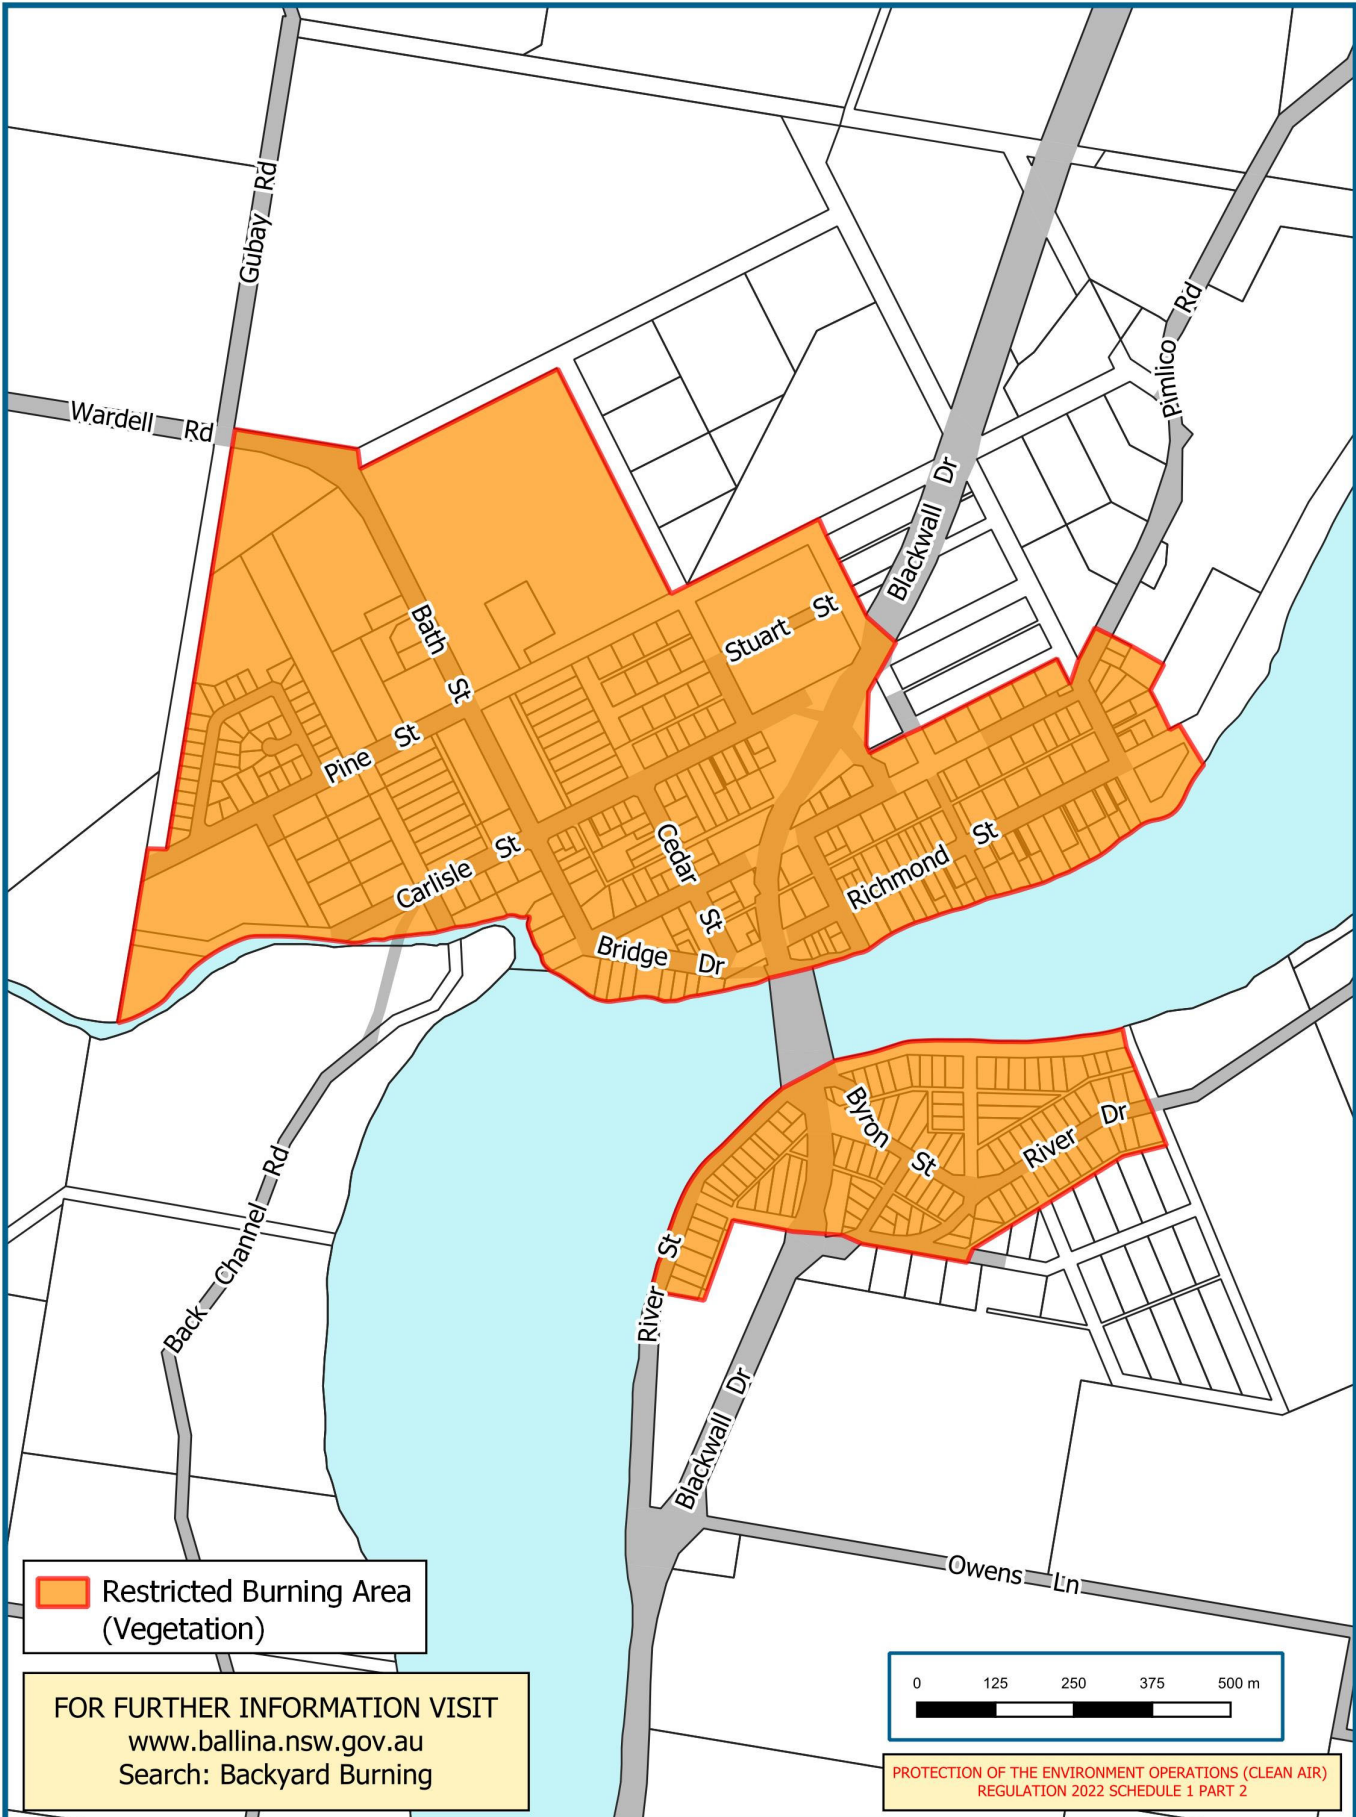 Gubay Rd
Pimlico Rd
Wardell Rd
Blackwall Dr
Bath St
Stuart St
Pine St
Cedar St
Richmond St
Carlisle St
Bridge Dr
Byron St
River Dr
Back Channel Rd
River St
Blackwall Dr
Owens Ln
Restricted Burning Area
(Vegetation)
FOR FURTHER INFORMATION VISIT
www.ballina.nsw.gov.au
Search: Backyard Burning
0 125 250 375 500 m
PROTECTION OF THE ENVIRONMENT OPERATIONS (CLEAN AIR)
REGULATION 2022 SCHEDULE 1 PART 2